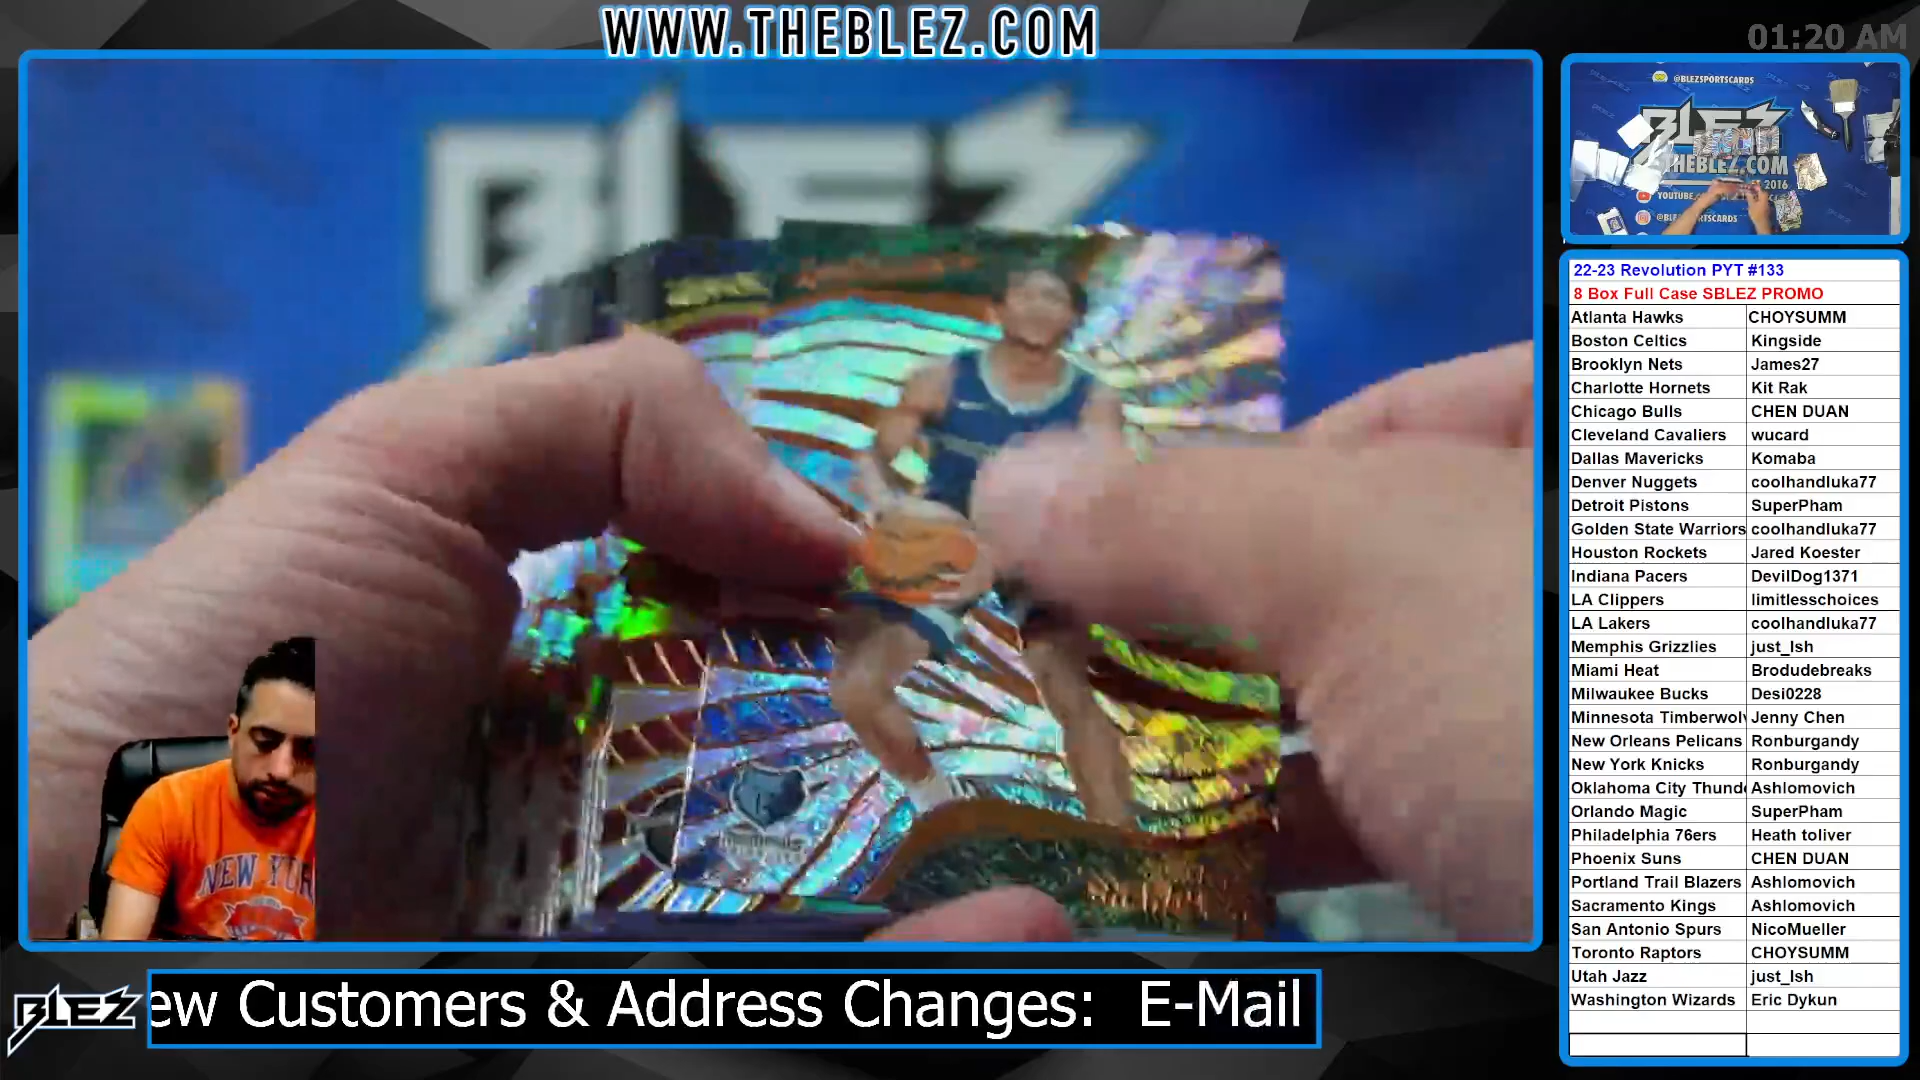 WWW.THEBLEZ.COM
01:20 AM
BLEZ
@BLEZSPORTSCARDS
BLEZ
THEBLEZ.COM
2016
22-23 Revolution PYT #133
8 Box Full Case SBLEZ PROMO
Atlanta Hawks CHOYSUMM
Boston Celtics Kingside
Brooklyn Nets James27
Charlotte Hornets Kit Rak
Chicago Bulls CHEN DUAN
Cleveland Cavaliers wucard
Dallas Mavericks Komaba
Denver Nuggets coolhandluka77
Detroit Pistons SuperPham
Golden State Warriors coolhandluka77
Houston Rockets Jared Koester
Indiana Pacers DevilDog1371
LA Clippers limitlesschoices
LA Lakers coolhandluka77
Memphis Grizzlies just_Ish
Miami Heat Brodudebreaks
Milwaukee Bucks Desi0228
Minnesota Timberwolv Jenny Chen
New Orleans Pelicans Ronburgandy
New York Knicks Ronburgandy
Oklahoma City Thund Ashlomovich
Orlando Magic SuperPham
Philadelphia 76ers Heath toliver
Phoenix Suns CHEN DUAN
Portland Trail Blazers Ashlomovich
Sacramento Kings Ashlomovich
San Antonio Spurs NicoMueller
Toronto Raptors CHOYSUMM
Utah Jazz just_Ish
Washington Wizards Eric Dykun
NEW YOR
BLEZ
ew Customers & Address Changes: E-Mail